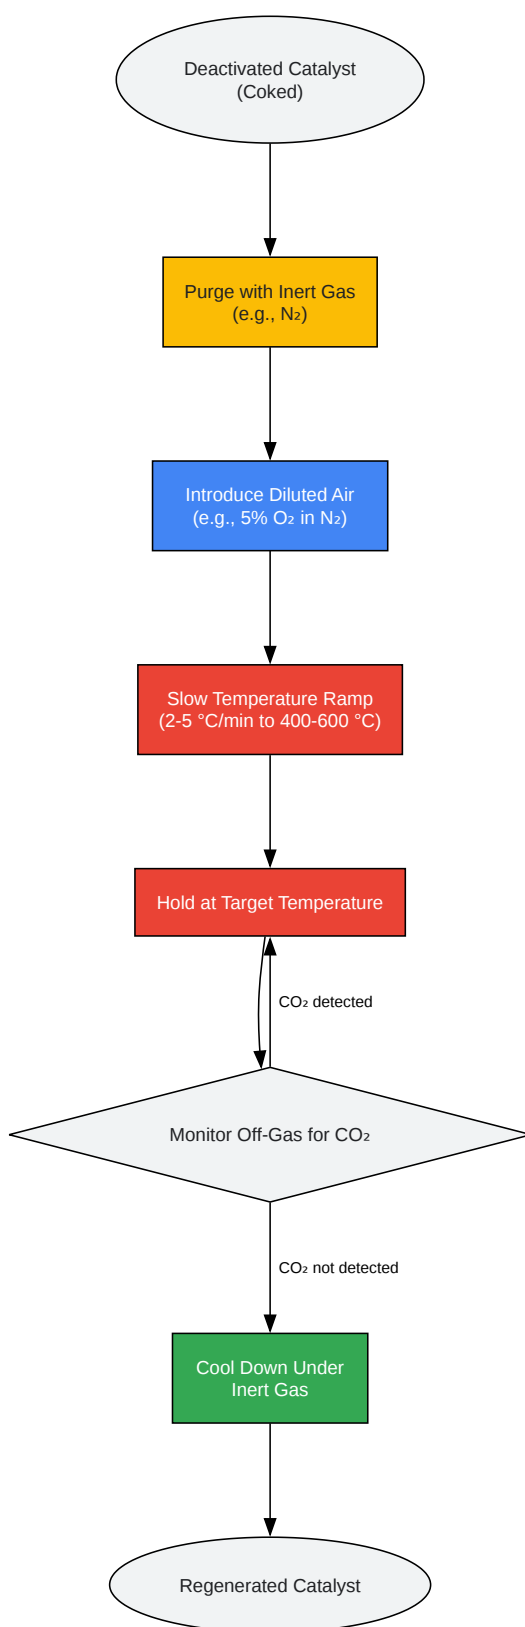 Deactivated Catalyst
(Coked)
Purge with Inert Gas
(e.g., N₂)
Introduce Diluted Air
(e.g., 5% O₂ in N₂)
Slow Temperature Ramp
(2-5 °C/min to 400-600 °C)
Hold at Target Temperature
CO₂ detected
Monitor Off-Gas for CO₂
CO₂ not detected
Cool Down Under
Inert Gas
Regenerated Catalyst